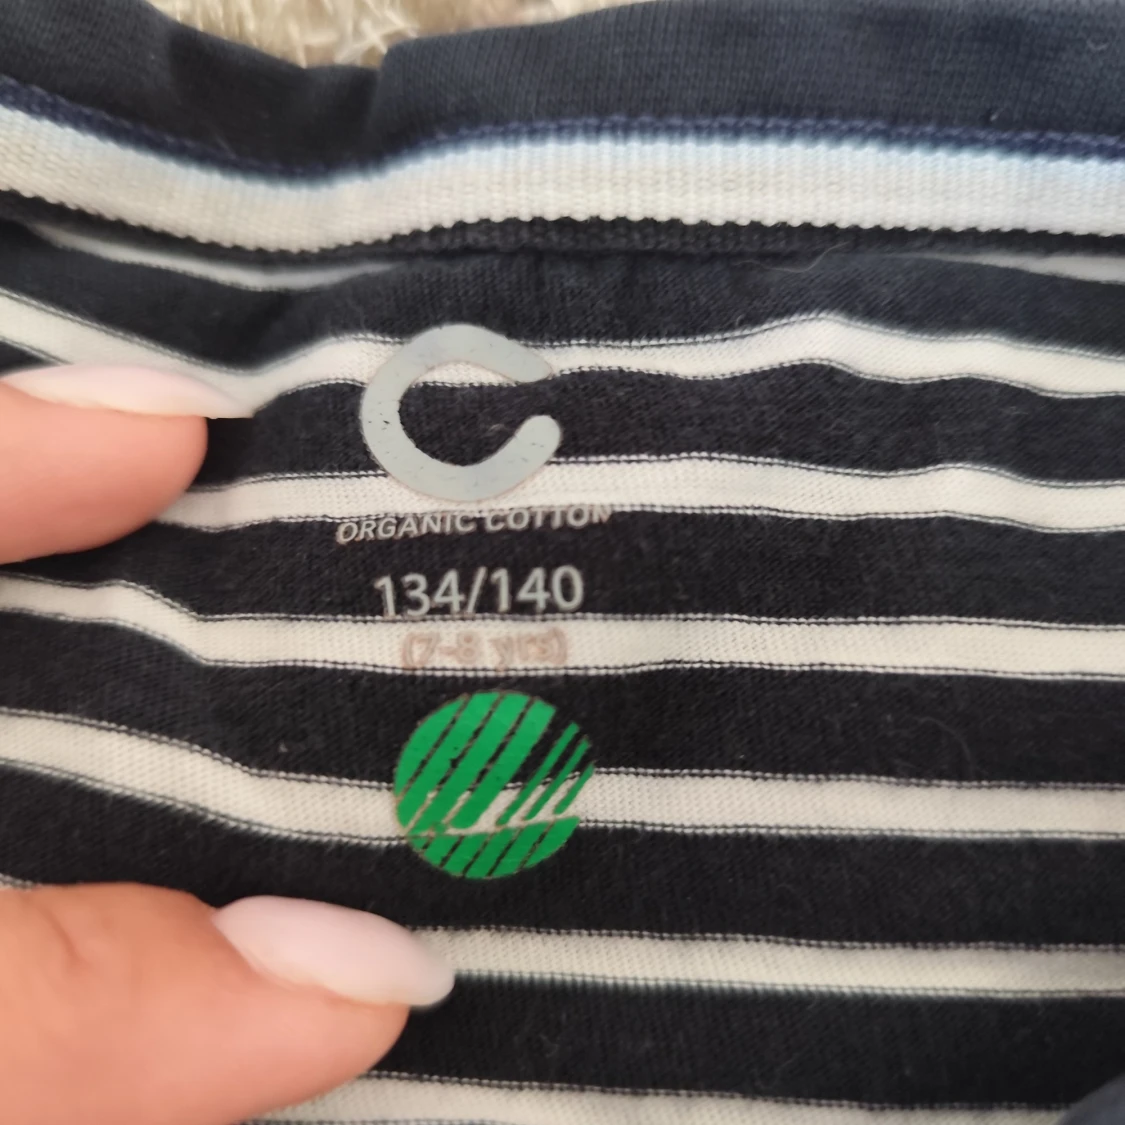 C
ORGANIC COTTON
134/140
(7-8 yrs)